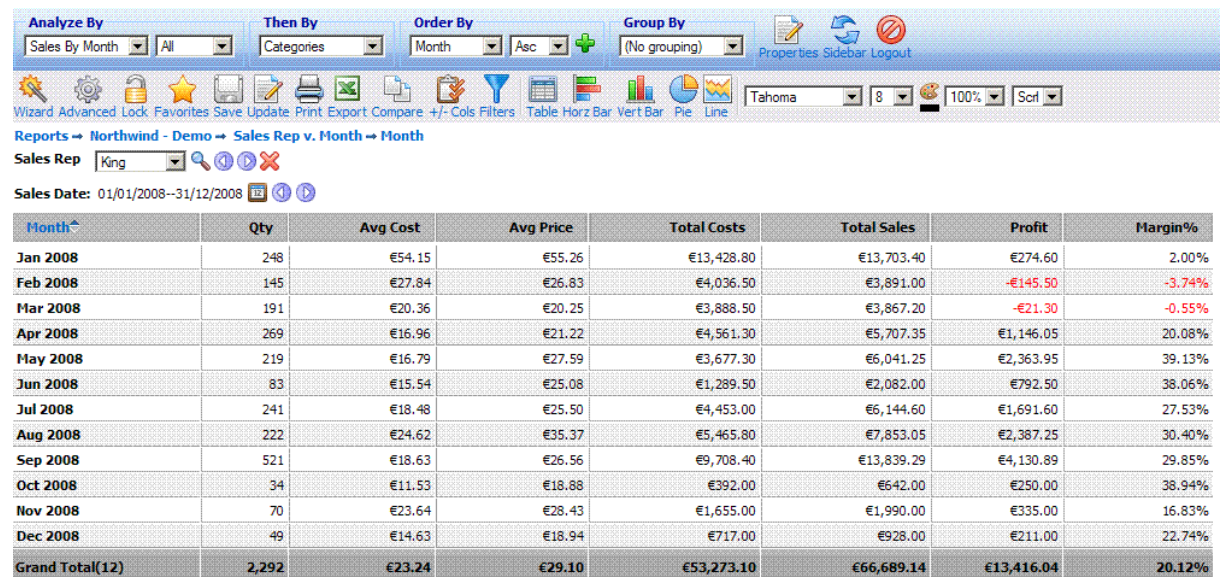 Analyze By Then By Order By Group By
Sales By Month All Categories Month Asc (No grouping) Properties Sidebar Logout
Wizard Advanced Lock Favorites Save Update Print Export Compare +/- Cols Filters Table Horz Bar Vert Bar Pie Line Tahoma 8 100% Scrl
Reports → Northwind - Demo → Sales Rep v. Month → Month
Sales Rep King
Sales Date: 01/01/2008--31/12/2008 12
Month Qty Avg Cost Avg Price Total Costs Total Sales Profit Margin%
Jan 2008 248 €54.15 €55.26 €13,428.80 €13,703.40 €274.60 2.00%
Feb 2008 145 €27.84 €26.83 €4,036.50 €3,891.00 -€145.50 -3.74%
Mar 2008 191 €20.36 €20.25 €3,888.50 €3,867.20 -€21.30 -0.55%
Apr 2008 269 €16.96 €21.22 €4,561.30 €5,707.35 €1,146.05 20.08%
May 2008 219 €16.79 €27.59 €3,677.30 €6,041.25 €2,363.95 39.13%
Jun 2008 83 €15.54 €25.08 €1,289.50 €2,082.00 €792.50 38.06%
Jul 2008 241 €18.48 €25.50 €4,453.00 €6,144.60 €1,691.60 27.53%
Aug 2008 222 €24.62 €35.37 €5,465.80 €7,853.05 €2,387.25 30.40%
Sep 2008 521 €18.63 €26.56 €9,708.40 €13,839.29 €4,130.89 29.85%
Oct 2008 34 €11.53 €18.88 €392.00 €642.00 €250.00 38.94%
Nov 2008 70 €23.64 €28.43 €1,655.00 €1,990.00 €335.00 16.83%
Dec 2008 49 €14.63 €18.94 €717.00 €928.00 €211.00 22.74%
Grand Total(12) 2,292 €23.24 €29.10 €53,273.10 €66,689.14 €13,416.04 20.12%